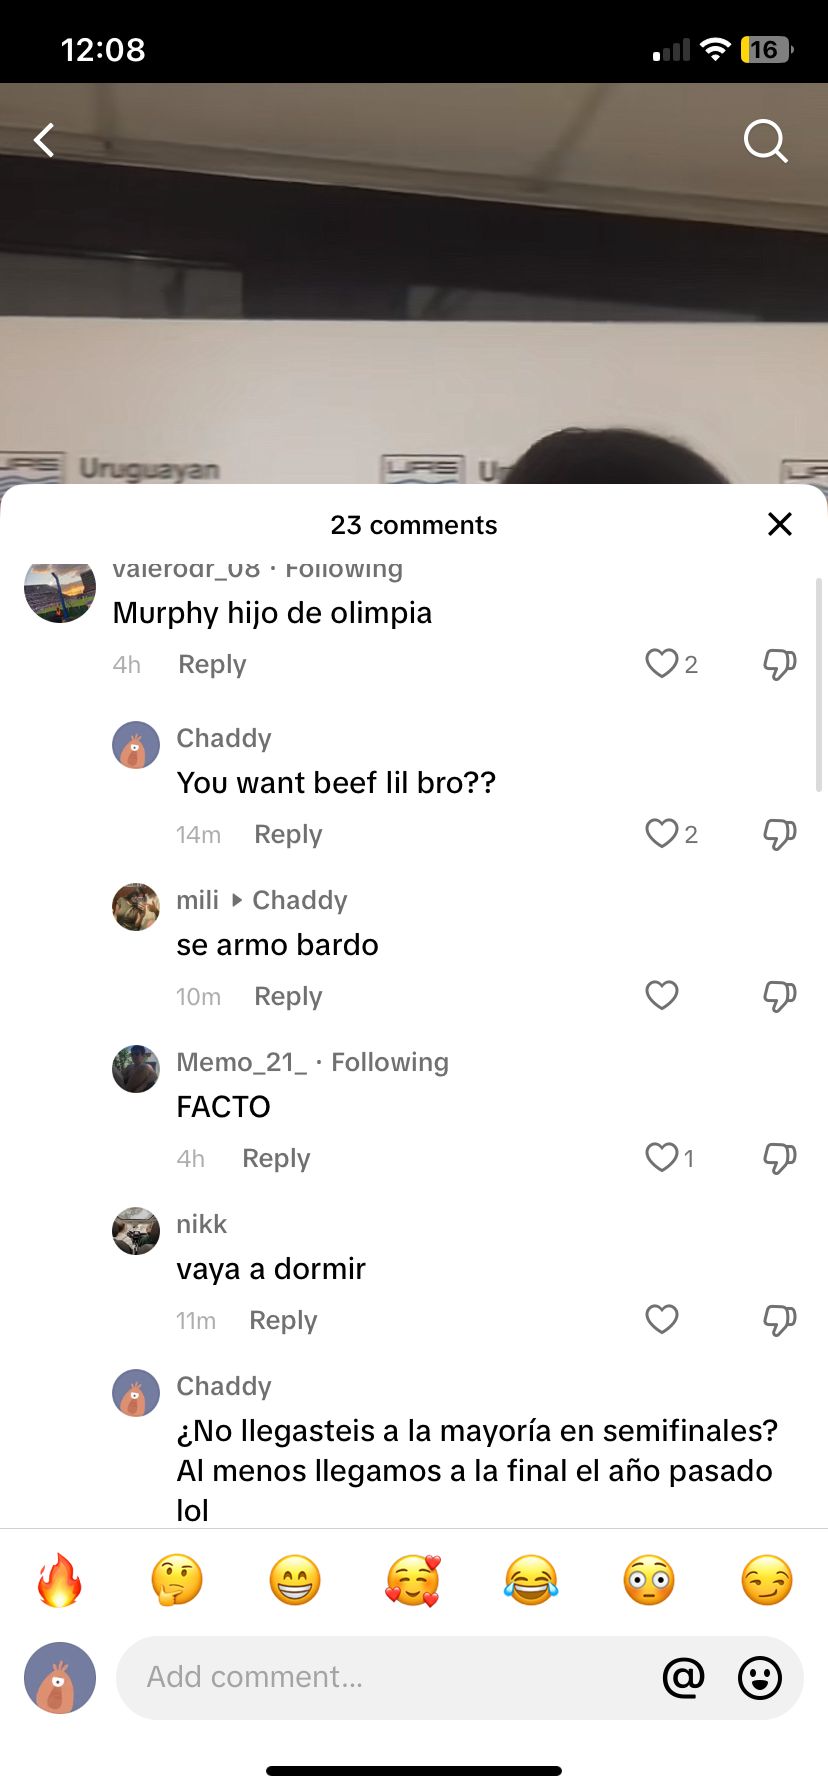 12:08
16
Uruguayan
23 comments
valerodr_08 · Following
Murphy hijo de olimpia
4h Reply 2
Chaddy
You want beef lil bro??
14m Reply 2
mili Chaddy
se armo bardo
10m Reply
Memo_21_ · Following
FACTO
4h Reply 1
nikk
vaya a dormir
11m Reply
Chaddy
¿No llegasteis a la mayoría en semifinales?
Al menos llegamos a la final el año pasado
lol
Add comment...
@